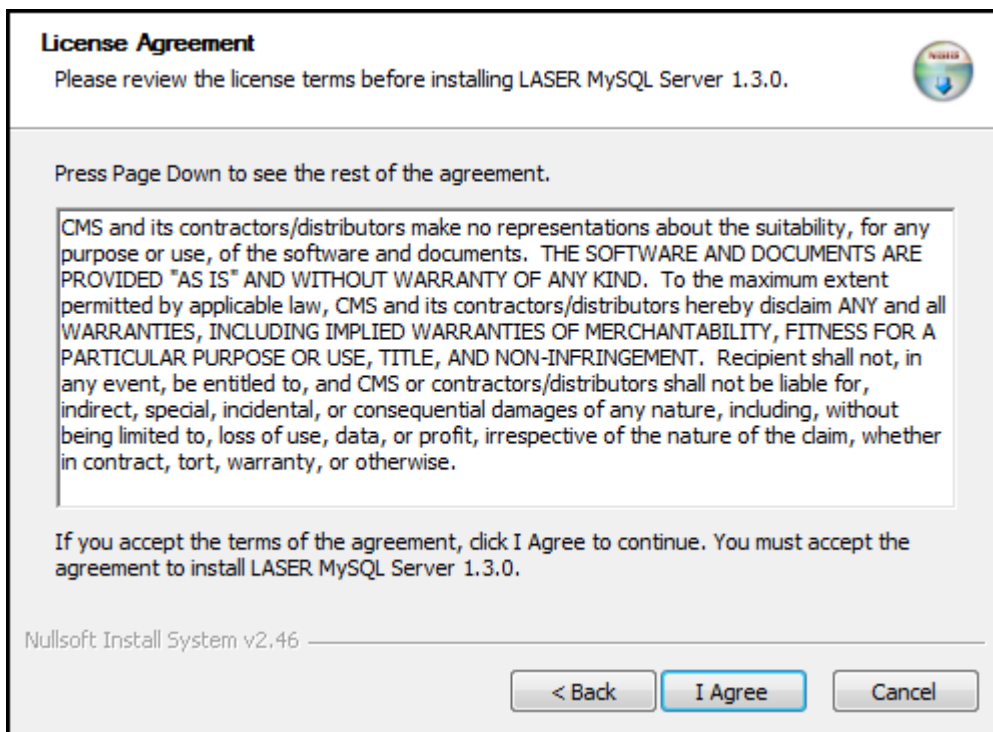 License Agreement
Please review the license terms before installing LASER MySQL Server 1.3.0.
Press Page Down to see the rest of the agreement.
CMS and its contractors/distributors make no representations about the suitability, for any
purpose or use, of the software and documents.  THE SOFTWARE AND DOCUMENTS ARE
PROVIDED "AS IS" AND WITHOUT WARRANTY OF ANY KIND.  To the maximum extent
permitted by applicable law, CMS and its contractors/distributors hereby disclaim ANY and all
WARRANTIES, INCLUDING IMPLIED WARRANTIES OF MERCHANTABILITY, FITNESS FOR A
PARTICULAR PURPOSE OR USE, TITLE, AND NON-INFRINGEMENT.  Recipient shall not, in
any event, be entitled to, and CMS or contractors/distributors shall not be liable for,
indirect, special, incidental, or consequential damages of any nature, including, without
being limited to, loss of use, data, or profit, irrespective of the nature of the claim, whether
in contract, tort, warranty, or otherwise.
If you accept the terms of the agreement, click I Agree to continue. You must accept the
agreement to install LASER MySQL Server 1.3.0.
Nullsoft Install System v2.46
< Back
I Agree
Cancel